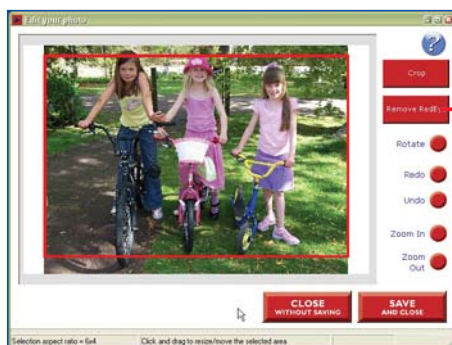 Edit your photo
?
Crop
Remove RedEy
Rotate
Redo
Undo
Zoom In
Zoom
Out
CLOSE
WITHOUT SAVING
SAVE
AND CLOSE
Selection aspect ratio = 6x4
Click and drag to resize/move the selected area